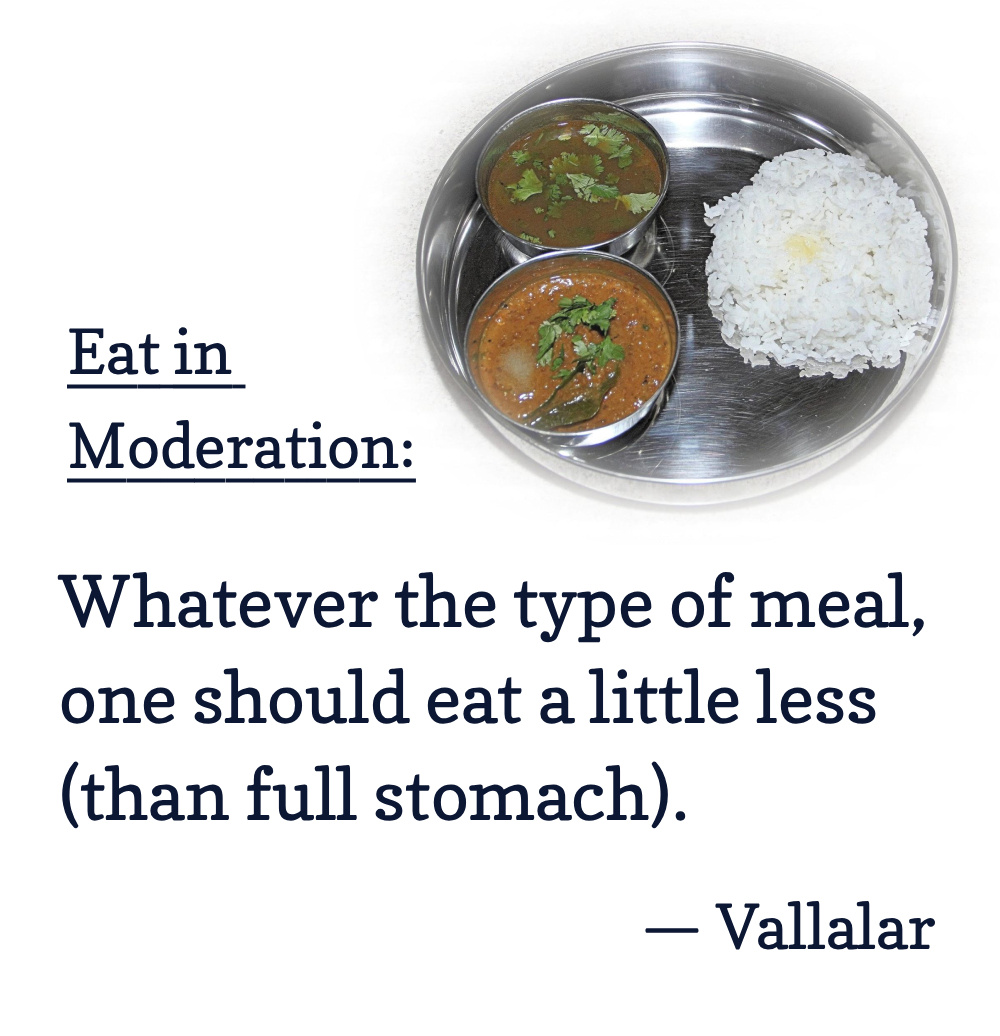 Eat in
Moderation:
Whatever the type of meal,
one should eat a little less
(than full stomach).
— Vallalar